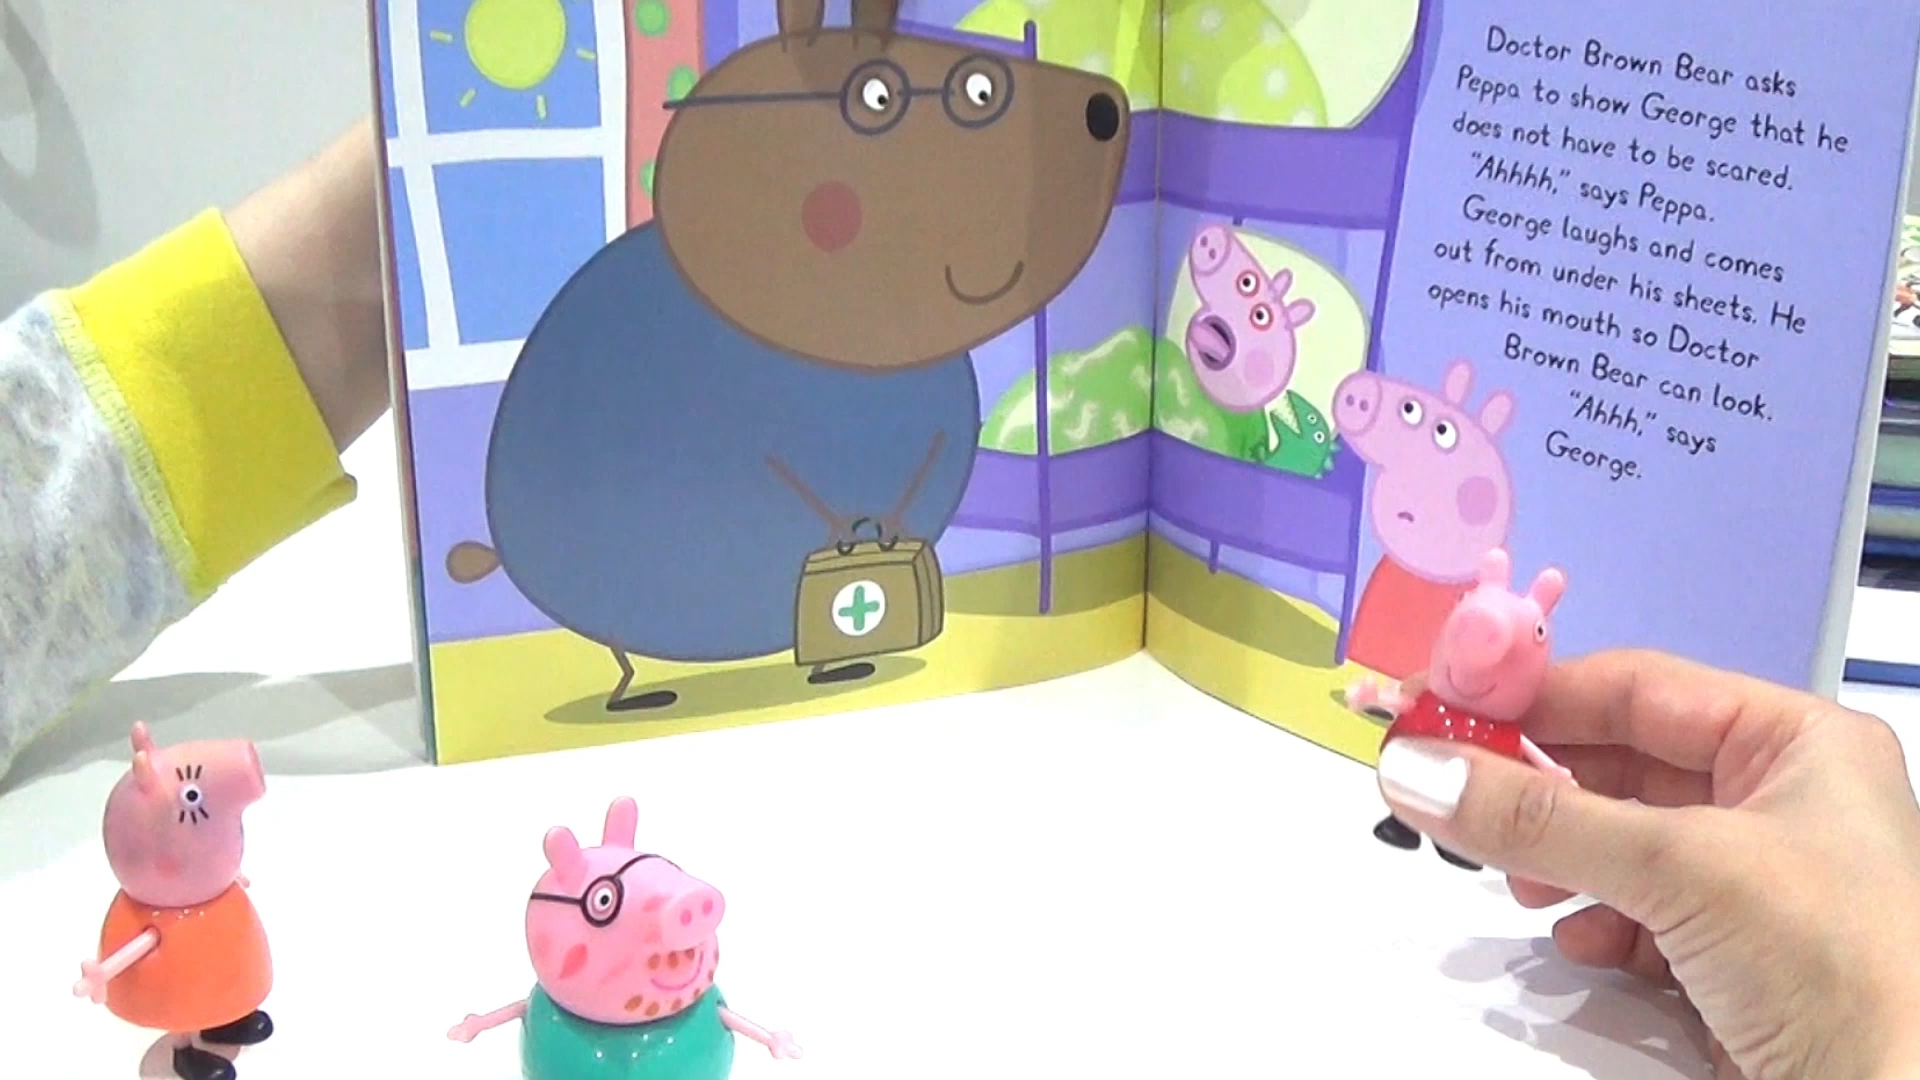 Doctor Brown Bear asks
Peppa to show George that he
does not have to be scared.
"Ahhhh," says Peppa.
George laughs and comes
out from under his sheets. He
opens his mouth so Doctor
Brown Bear can look.
"Ahhh," says
George.